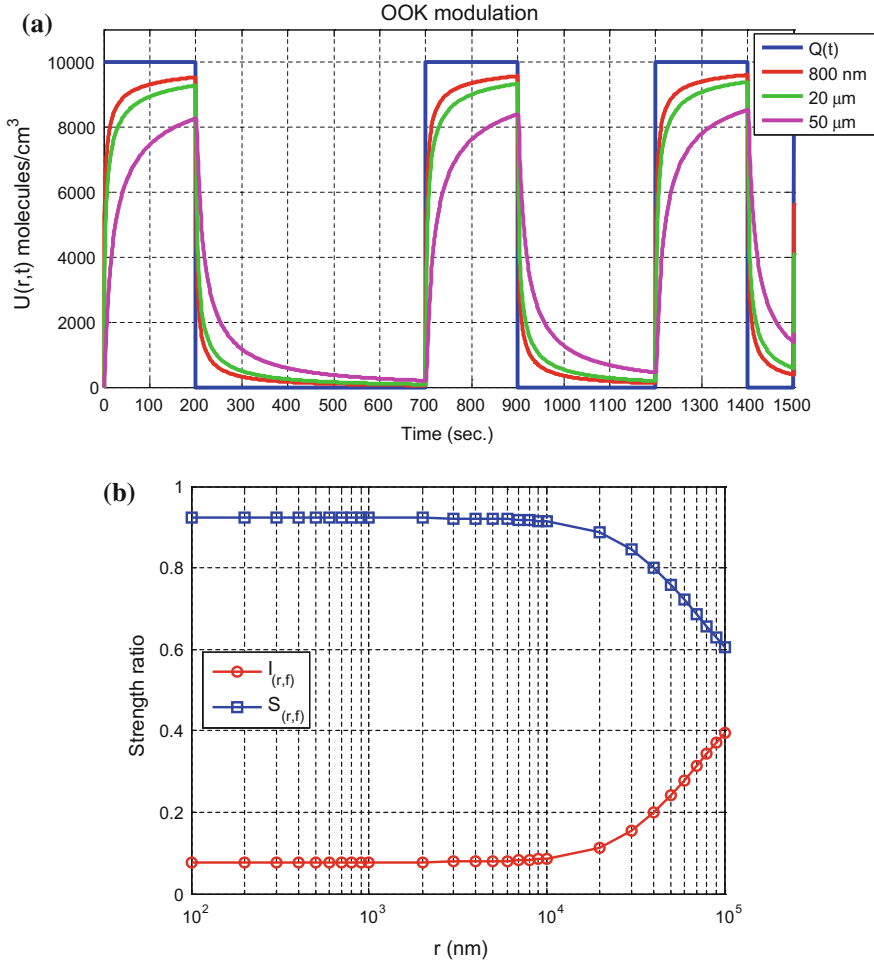 OOK modulation
(a)
10000
8000
6000
4000
2000
0
U(r,t) molecules/cm³
Q(t)
800 nm
20 μm
50 μm
0 100 200 300 400 500 600 700 800 900 1000 1100 1200 1300 1400 1500
Time (sec.)
(b)
1
0.8
0.6
0.4
0.2
0
Strength ratio
I(r,f)
S(r,f)
10² 10³ 10⁴ 10⁵
r (nm)